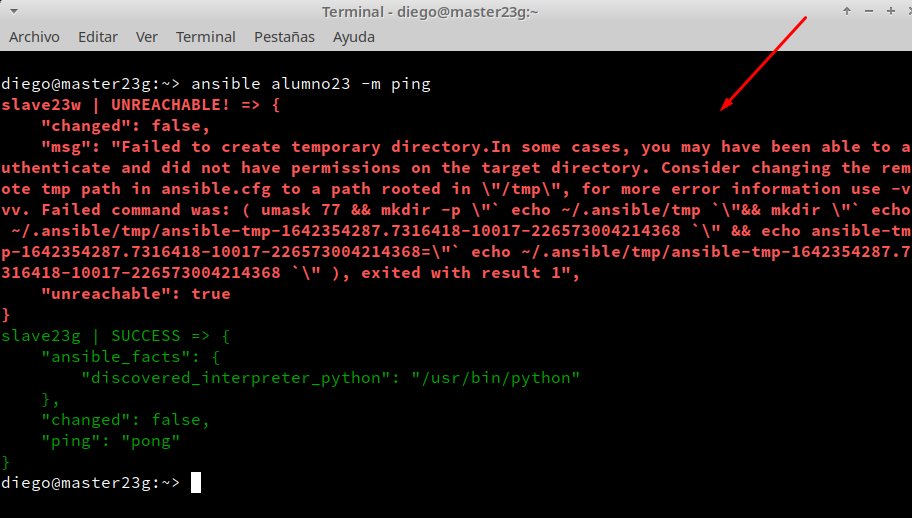 Terminal - diego@master23g:~
Archivo Editar Ver Terminal Pestañas Ayuda
diego@master23g:~> ansible alumno23 -m ping
slave23w | UNREACHABLE! => {
    "changed": false,
    "msg": "Failed to create temporary directory.In some cases, you may have been able to a
uthenticate and did not have permissions on the target directory. Consider changing the rem
ote tmp path in ansible.cfg to a path rooted in \"/tmp\", for more error information use -v
vv. Failed command was: ( umask 77 && mkdir -p \"` echo ~/.ansible/tmp `\"&& mkdir \"` echo
 ~/.ansible/tmp/ansible-tmp-1642354287.7316418-10017-226573004214368 `\" && echo ansible-tm
p-1642354287.7316418-10017-226573004214368=\"` echo ~/.ansible/tmp/ansible-tmp-1642354287.7
316418-10017-226573004214368 `\" ), exited with result 1",
    "unreachable": true
}
slave23g | SUCCESS => {
    "ansible_facts": {
        "discovered_interpreter_python": "/usr/bin/python"
    },
    "changed": false,
    "ping": "pong"
}
diego@master23g:~>